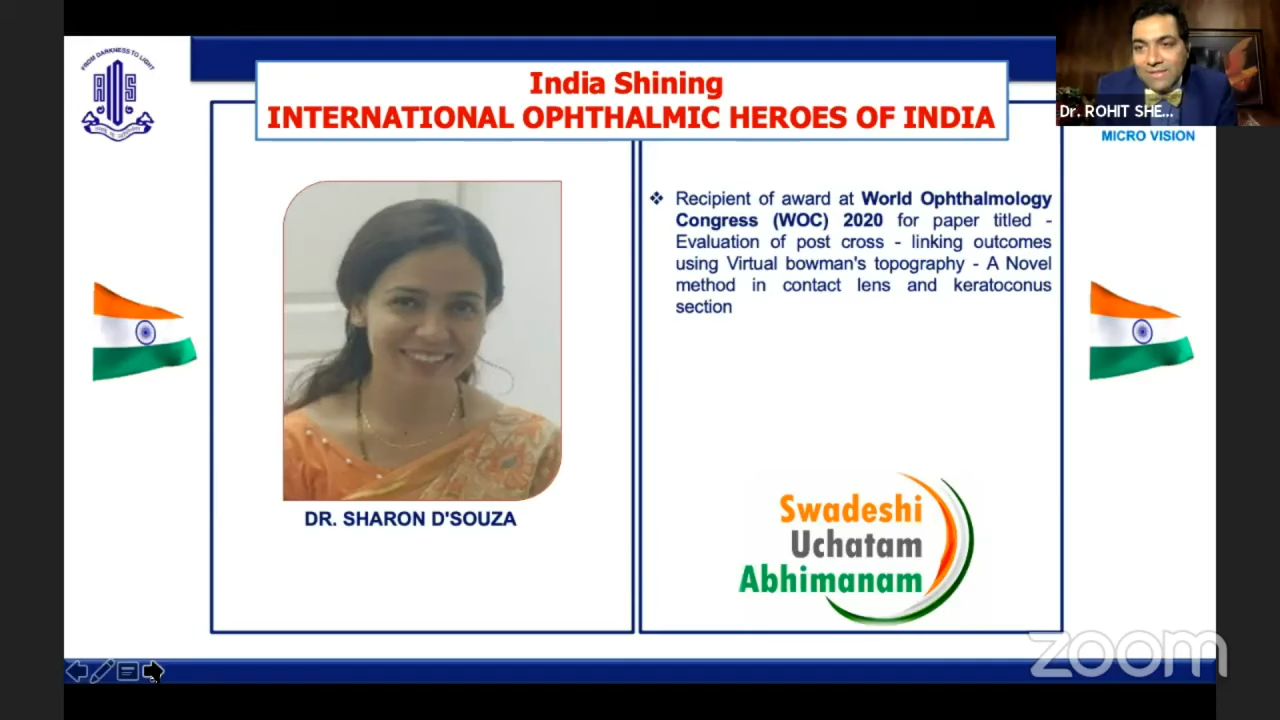 FROM DARKNESS TO LIGHT
AIOS
India Shining
INTERNATIONAL OPHTHALMIC HEROES OF INDIA
Dr. ROHIT SHE...
MICRO VISION
❖ Recipient of award at World Ophthalmology
Congress (WOC) 2020 for paper titled -
Evaluation of post cross - linking outcomes
using Virtual bowman's topography - A Novel
method in contact lens and keratoconus
section
DR. SHARON D'SOUZA
Swadeshi
Uchatam
Abhimanam
zoom